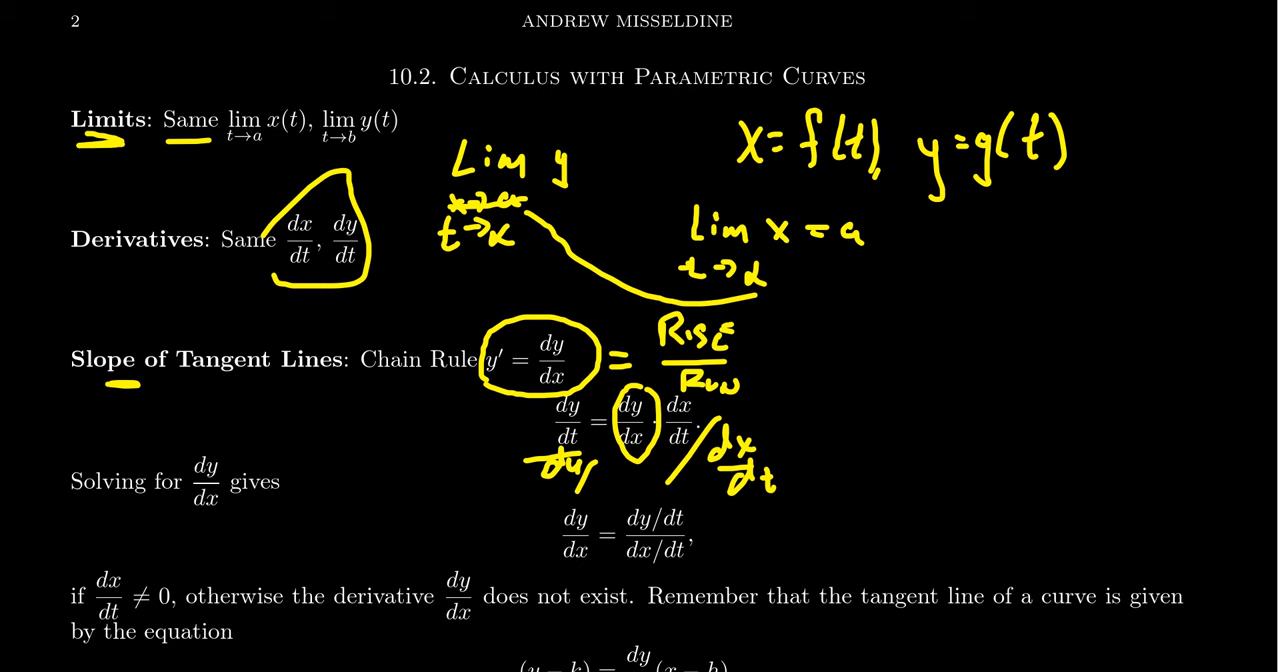 2 ANDREW MISSELDINE
10.2. CALCULUS WITH PARAMETRIC CURVES
Limits: Same lim_{t→a} x(t), lim_{t→b} y(t)
x = f(t), y = g(t)
Lim y
x→a
t→α
Lim x = a
t→α
Derivatives: Same dx/dt, dy/dt
Slope of Tangent Lines: Chain Rule y′ = dy/dx = RISE/RUN
dy/dt = dy/dx · dx/dt.
/ dx/dt
Solving for dy/dx gives
dy/dx = (dy/dt)/(dx/dt),
if dx/dt ≠ 0, otherwise the derivative dy/dx does not exist. Remember that the tangent line of a curve is given
by the equation
(y − k) = dy/dx (x − h)